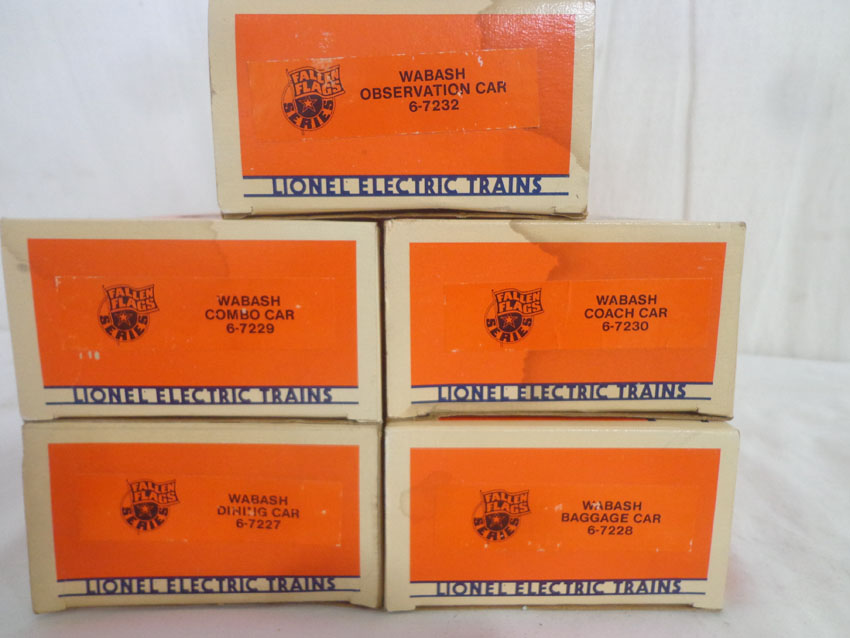 FALLEN
FLAGS
SERIES
WABASH
OBSERVATION CAR
6-7232
LIONEL ELECTRIC TRAINS
FALLEN
FLAGS
SERIES
WABASH
COMBO CAR
6-7229
LIONEL ELECTRIC TRAINS
FALLEN
FLAGS
SERIES
WABASH
COACH CAR
6-7230
LIONEL ELECTRIC TRAINS
FALLEN
FLAGS
SERIES
WABASH
DINING CAR
6-7227
LIONEL ELECTRIC TRAINS
FALLEN
FLAGS
SERIES
WABASH
BAGGAGE CAR
6-7228
LIONEL ELECTRIC TRAINS